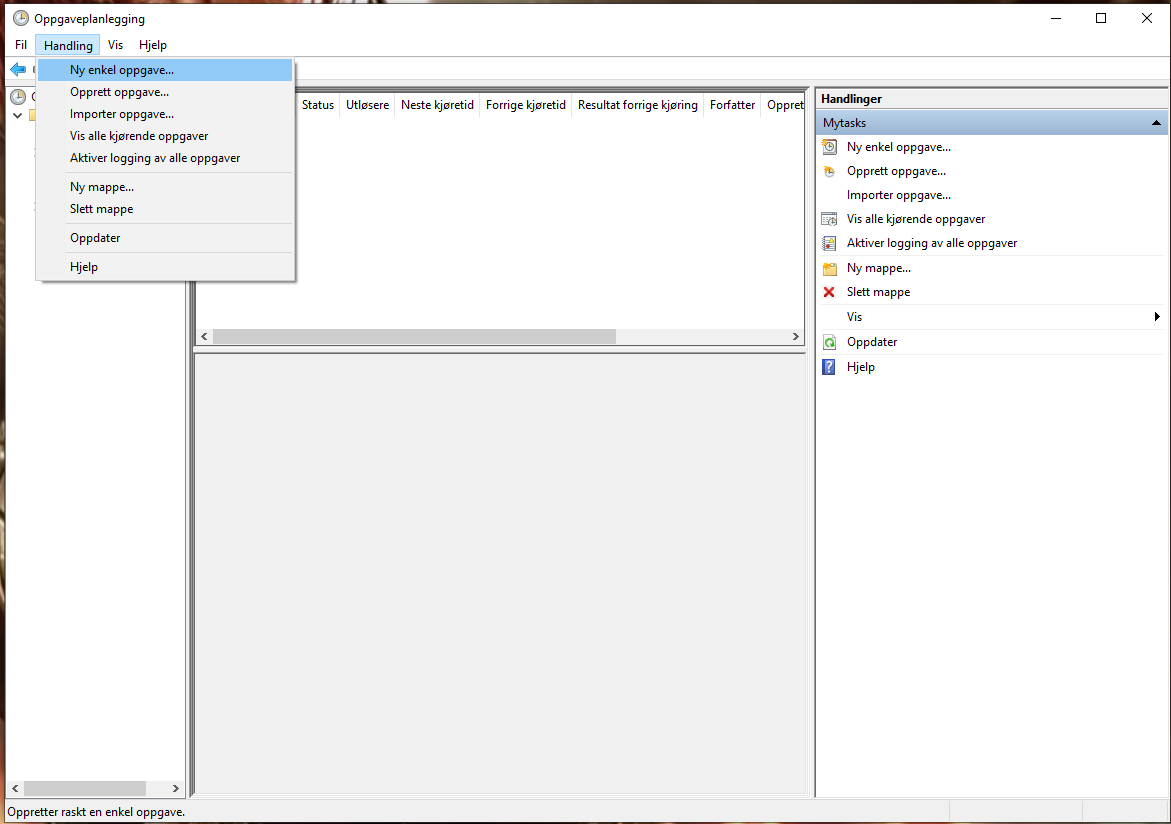 Oppgaveplanlegging
Fil Handling Vis Hjelp
Ny enkel oppgave...
Opprett oppgave...
Importer oppgave...
Vis alle kjørende oppgaver
Aktiver logging av alle oppgaver
Ny mappe...
Slett mappe
Oppdater
Hjelp
Status Utløsere Neste kjøretid Forrige kjøretid Resultat forrige kjøring Forfatter Oppret
Handlinger
Mytasks
Ny enkel oppgave...
Opprett oppgave...
Importer oppgave...
Vis alle kjørende oppgaver
Aktiver logging av alle oppgaver
Ny mappe...
Slett mappe
Vis
Oppdater
Hjelp
Oppretter raskt en enkel oppgave.